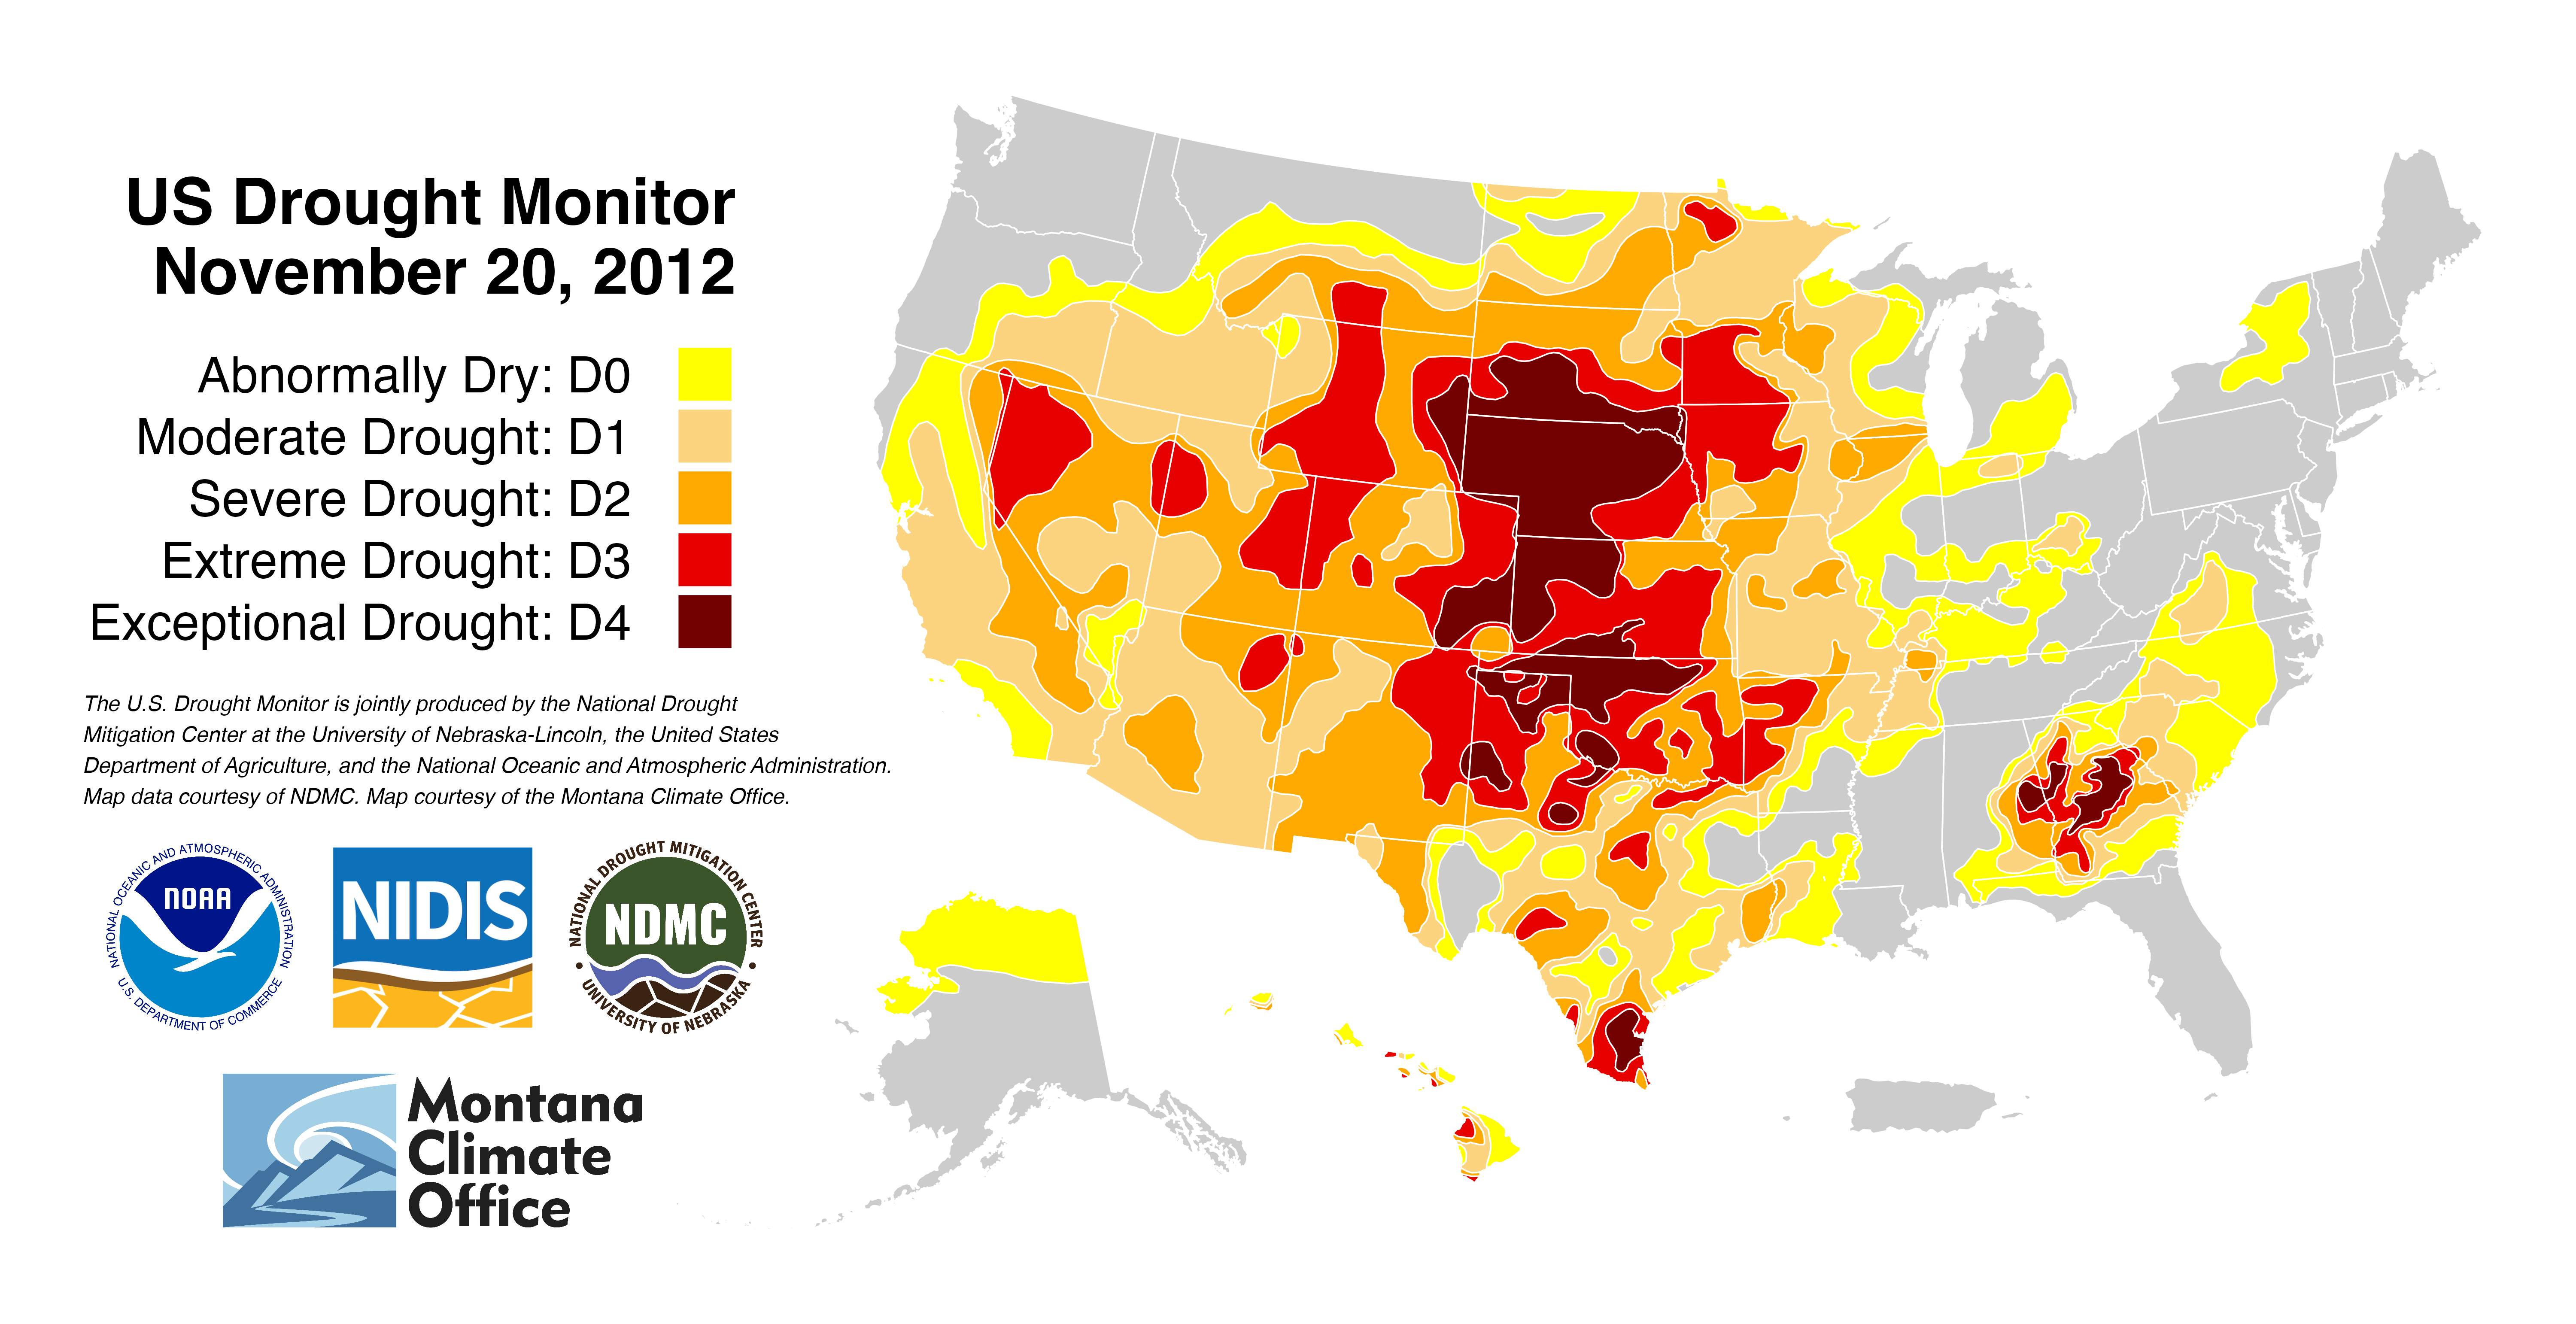 US Drought Monitor
November 20, 2012
Abnormally Dry: D0
Moderate Drought: D1
Severe Drought: D2
Extreme Drought: D3
Exceptional Drought: D4
The U.S. Drought Monitor is jointly produced by the National Drought
Mitigation Center at the University of Nebraska-Lincoln, the United States
Department of Agriculture, and the National Oceanic and Atmospheric Administration.
Map data courtesy of NDMC. Map courtesy of the Montana Climate Office.
NATIONAL OCEANIC AND ATMOSPHERIC ADMINISTRATION
NOAA
U.S. DEPARTMENT OF COMMERCE
NIDIS
NATIONAL DROUGHT MITIGATION CENTER
NDMC
UNIVERSITY OF NEBRASKA
Montana
Climate
Office